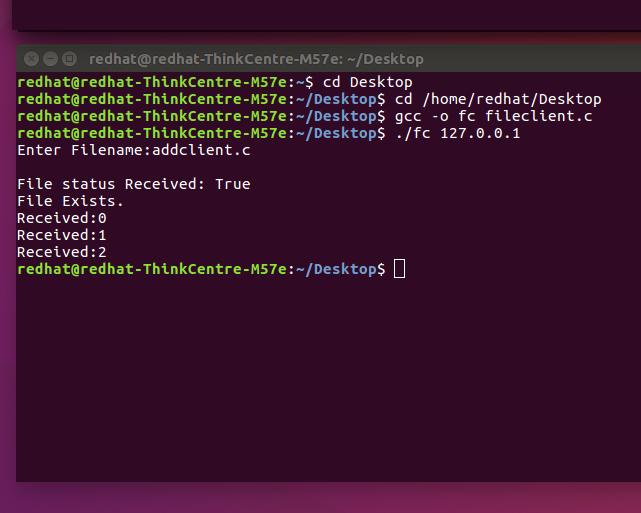 redhat@redhat-ThinkCentre-M57e: ~/Desktop
redhat@redhat-ThinkCentre-M57e:~$ cd Desktop
redhat@redhat-ThinkCentre-M57e:~/Desktop$ cd /home/redhat/Desktop
redhat@redhat-ThinkCentre-M57e:~/Desktop$ gcc -o fc fileclient.c
redhat@redhat-ThinkCentre-M57e:~/Desktop$ ./fc 127.0.0.1
Enter Filename:addclient.c
File status Received: True
File Exists.
Received:0
Received:1
Received:2
redhat@redhat-ThinkCentre-M57e:~/Desktop$